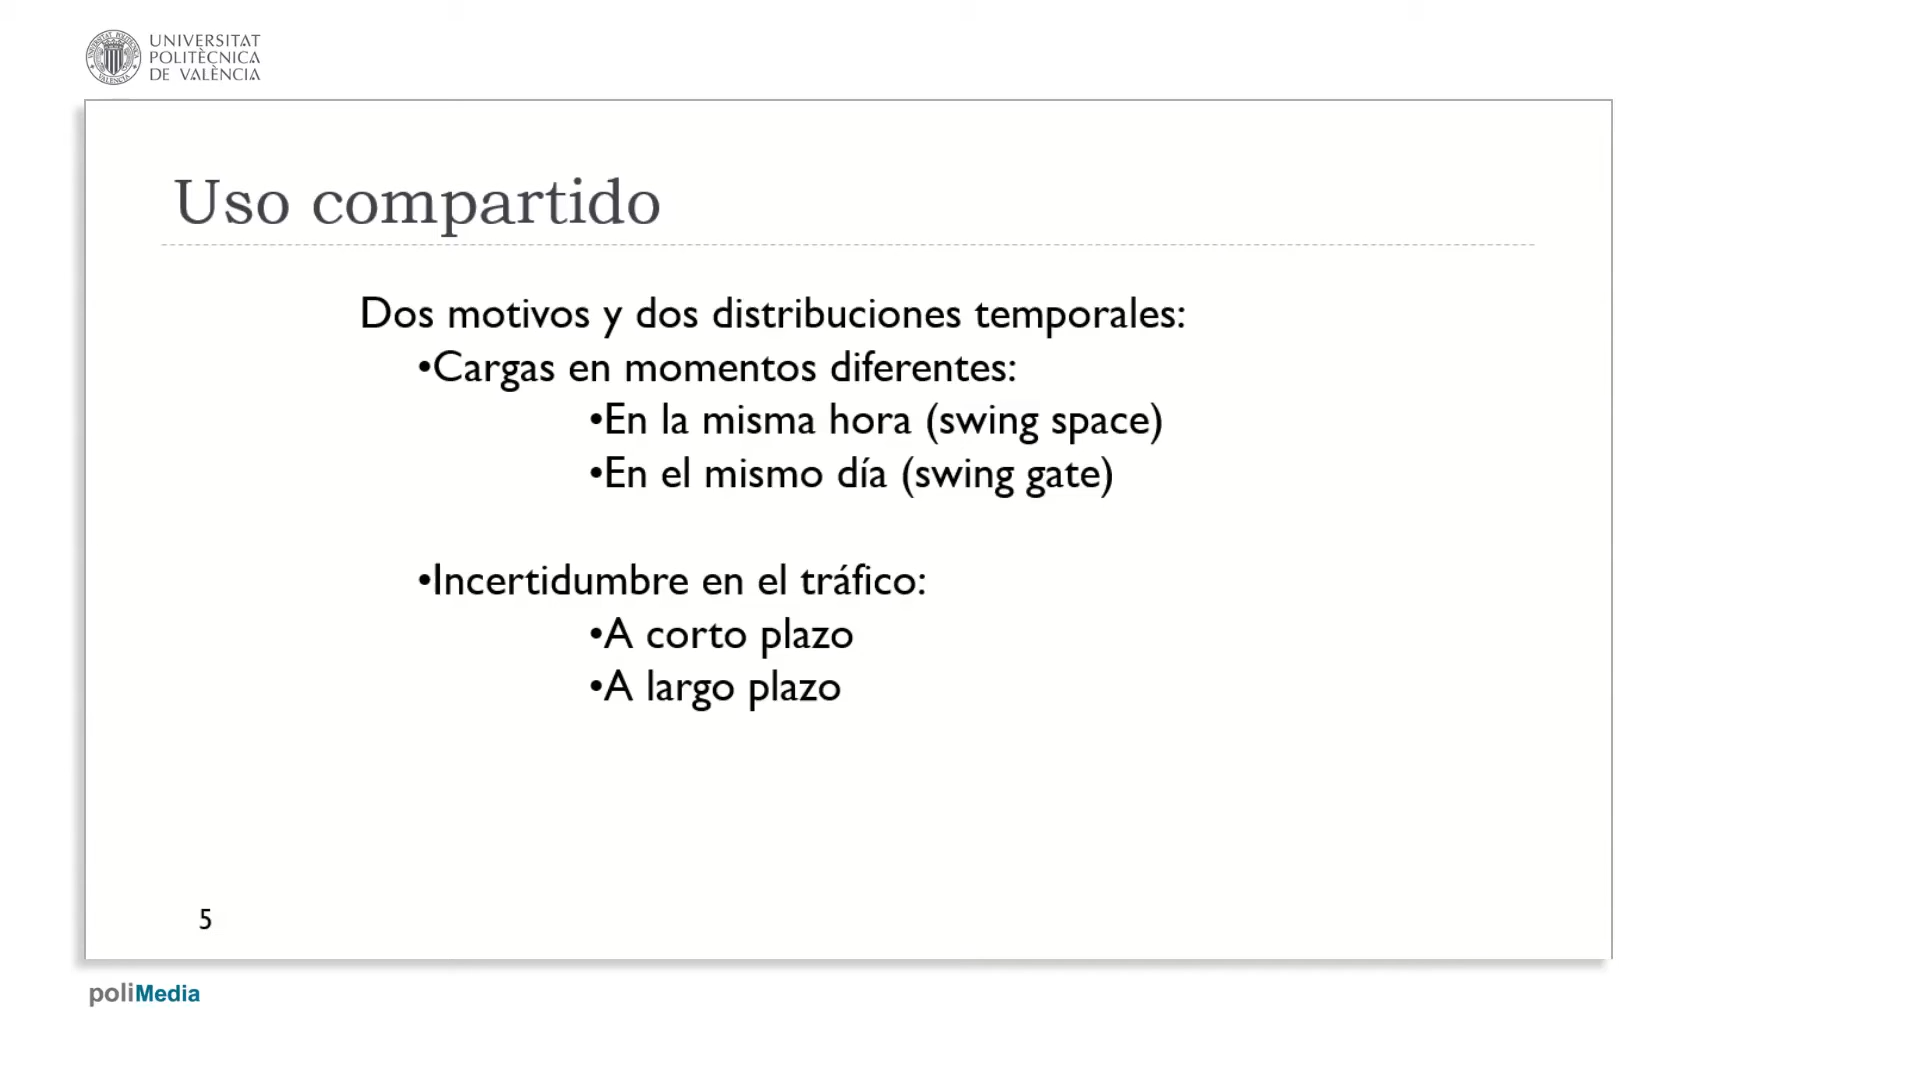 UNIVERSITAT
POLITÈCNICA
DE VALÈNCIA
Uso compartido
Dos motivos y dos distribuciones temporales:
•Cargas en momentos diferentes:
•En la misma hora (swing space)
•En el mismo día (swing gate)
•Incertidumbre en el tráfico:
•A corto plazo
•A largo plazo
5
poliMedia